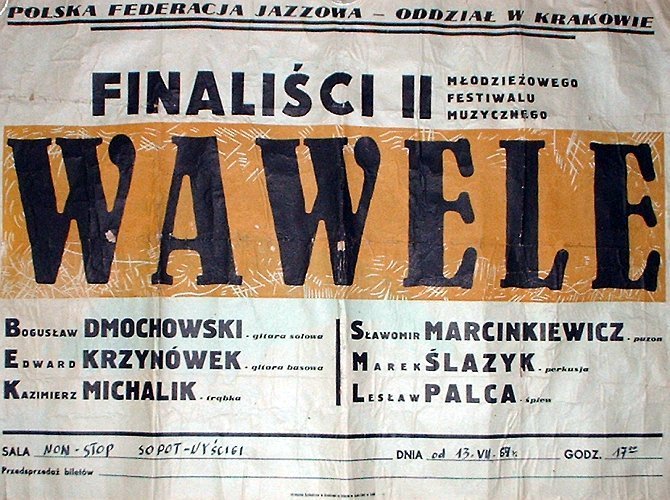 POLSKA FEDERACJA JAZZOWA – ODDZIAŁ W KRAKOWIE
FINALIŚCI II MŁODZIEŻOWEGO
FESTIWALU
MUZYCZNEGO
WAWELE
BOGUSŁAW DMOCHOWSKI - gitara solowa
EDWARD KRZYNÓWEK - gitara basowa
KAZIMIERZ MICHALIK - trąbka
SŁAWOMIR MARCINKIEWICZ - puzon
MAREK ŚLAZYK - perkusja
LESŁAW PALCA - śpiew
SALA NON-STOP SOPOT-WYŚCIGI DNIA od 13.VII.67r. GODZ. 17⁰⁰
Przedsprzedaż biletów